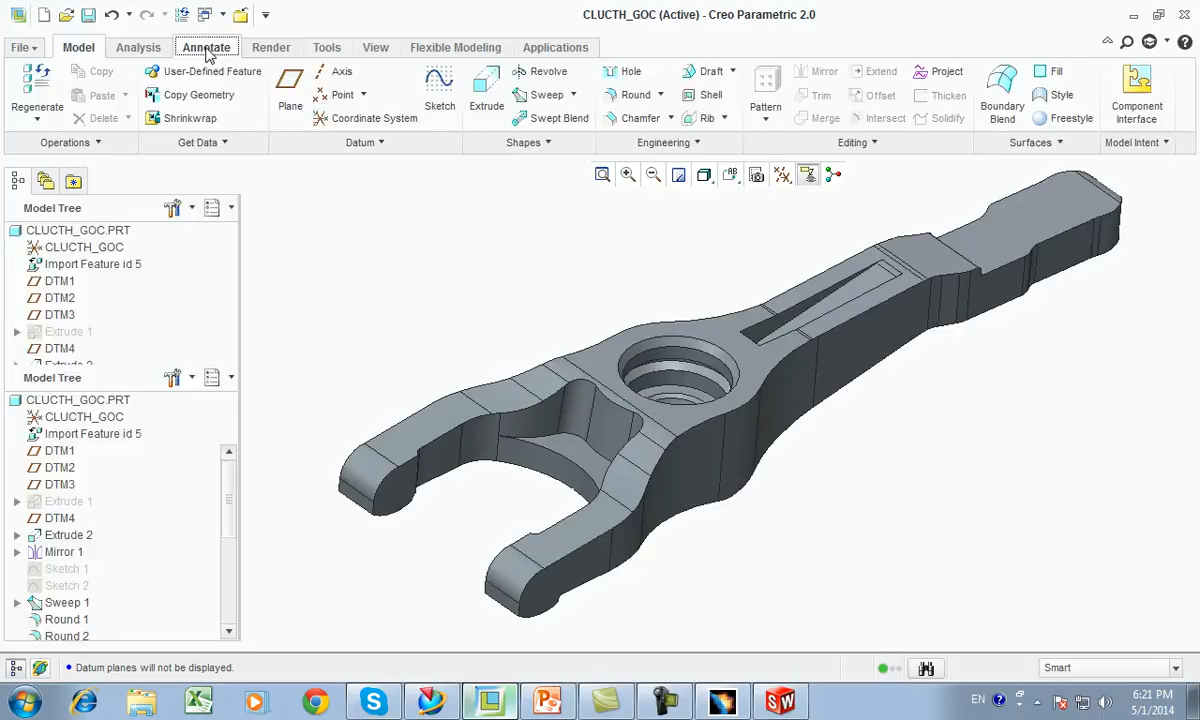 CLUCTH_GOC (Active) - Creo Parametric 2.0
File Model Analysis Annotate Render Tools View Flexible Modeling Applications
Regenerate
Copy
Paste
Delete
Operations
User-Defined Feature
Copy Geometry
Shrinkwrap
Get Data
Plane
Axis
Point
Coordinate System
Sketch
Datum
Extrude
Revolve
Sweep
Swept Blend
Shapes
Hole
Round
Chamfer
Draft
Shell
Rib
Engineering
Pattern
Mirror
Trim
Merge
Extend
Offset
Intersect
Project
Thicken
Solidify
Editing
Boundary
Blend
Fill
Style
Freestyle
Surfaces
Component
Interface
Model Intent
Model Tree
CLUCTH_GOC.PRT
CLUCTH_GOC
Import Feature id 5
DTM1
DTM2
DTM3
Extrude 1
DTM4
Extrude 2
Model Tree
CLUCTH_GOC.PRT
CLUCTH_GOC
Import Feature id 5
DTM1
DTM2
DTM3
Extrude 1
DTM4
Extrude 2
Mirror 1
Sketch 1
Sketch 2
Sweep 1
Round 1
Round 2
Datum planes will not be displayed.
Smart
EN
6:21 PM
5/1/2014